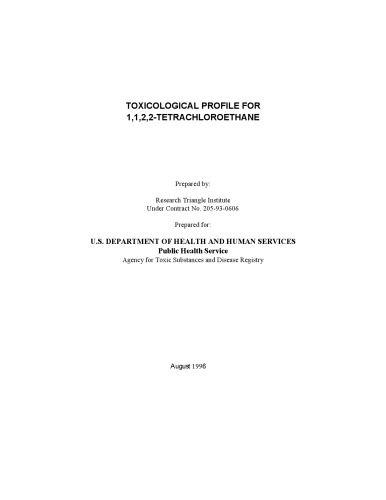 TOXICOLOGICAL PROFILE FOR
1,1,2,2-TETRACHLOROETHANE
Prepared by:
Research Triangle Institute
Under Contract No. 205-93-0606
Prepared for:
U.S. DEPARTMENT OF HEALTH AND HUMAN SERVICES
Public Health Service
Agency for Toxic Substances and Disease Registry
August 1996